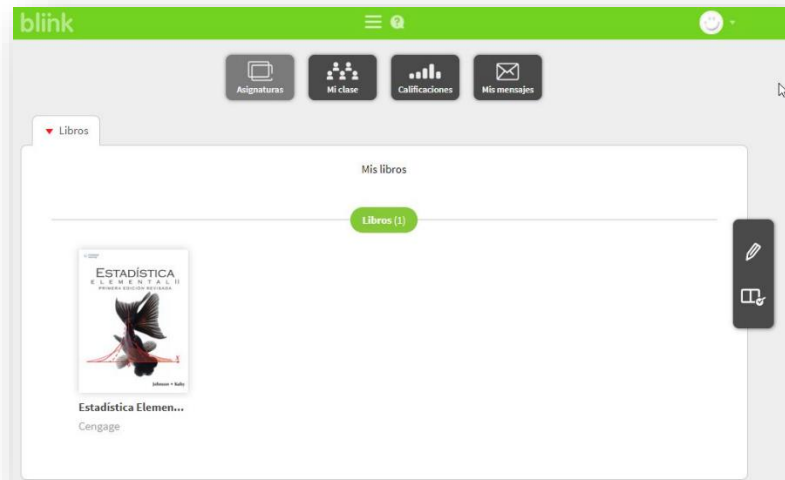 blink
Asignaturas
Mi clase
Calificaciones
Mis mensajes
Libros
Mis libros
Libros (1)
ESTADÍSTICA
ELEMENTAL II
PRIMERA EDICIÓN REVISADA
Johnson • Kuby
Estadística Elemen...
Cengage